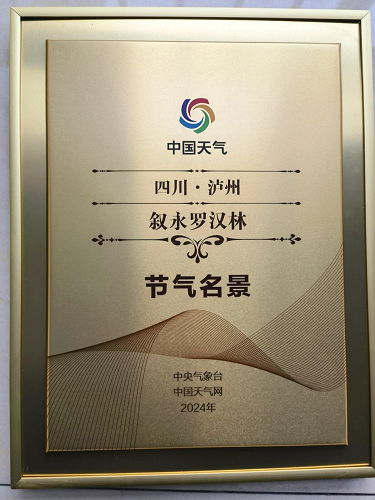 中国天气
四川·泸州
叙永罗汉林
节气名景
中央气象台
中国天气网
2024年